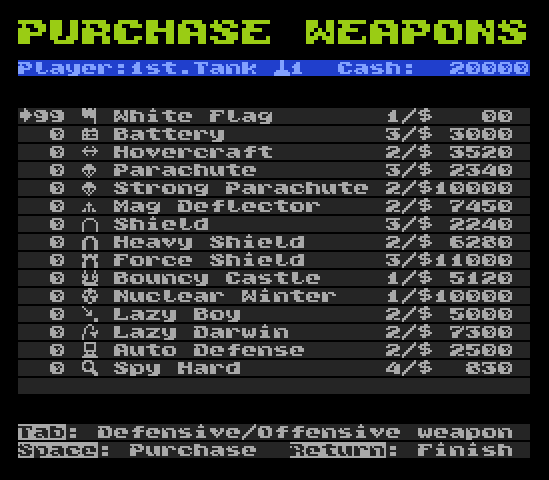 PURCHASE WEAPONS
Player:1st.Tank 1 Cash: 20000
99 White Flag 1/$ 00
0 Battery 3/$ 3000
0 Hovercraft 2/$ 3520
0 Parachute 3/$ 2340
0 Strong Parachute 2/$10000
0 Mag Deflector 2/$ 7450
0 Shield 3/$ 2240
0 Heavy Shield 2/$ 6280
0 Force Shield 3/$11000
0 Bouncy Castle 1/$ 5120
0 Nuclear Winter 1/$10000
0 Lazy Boy 2/$ 5000
0 Lazy Darwin 2/$ 7300
0 Auto Defense 2/$ 2500
0 Spy Hard 4/$ 830
Tab: Defensive/Offensive weapon
Space: Purchase Return: Finish